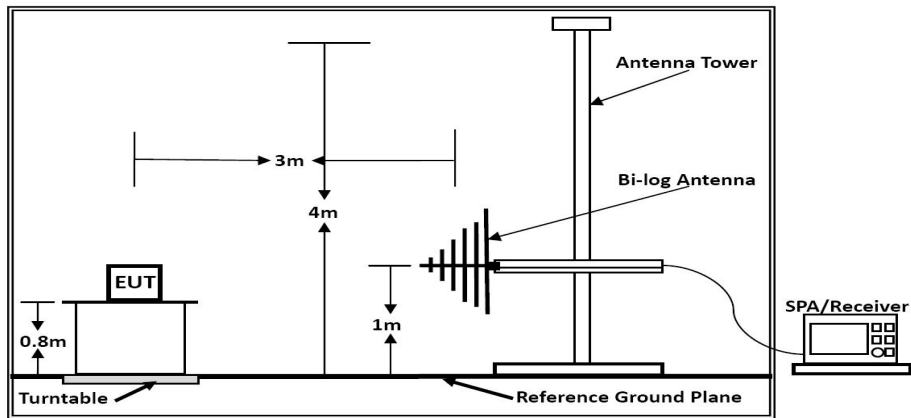 Antenna Tower
3m
Bi-log Antenna
4m
EUT
SPA/Receiver
1m
0.8m
Turntable
Reference Ground Plane